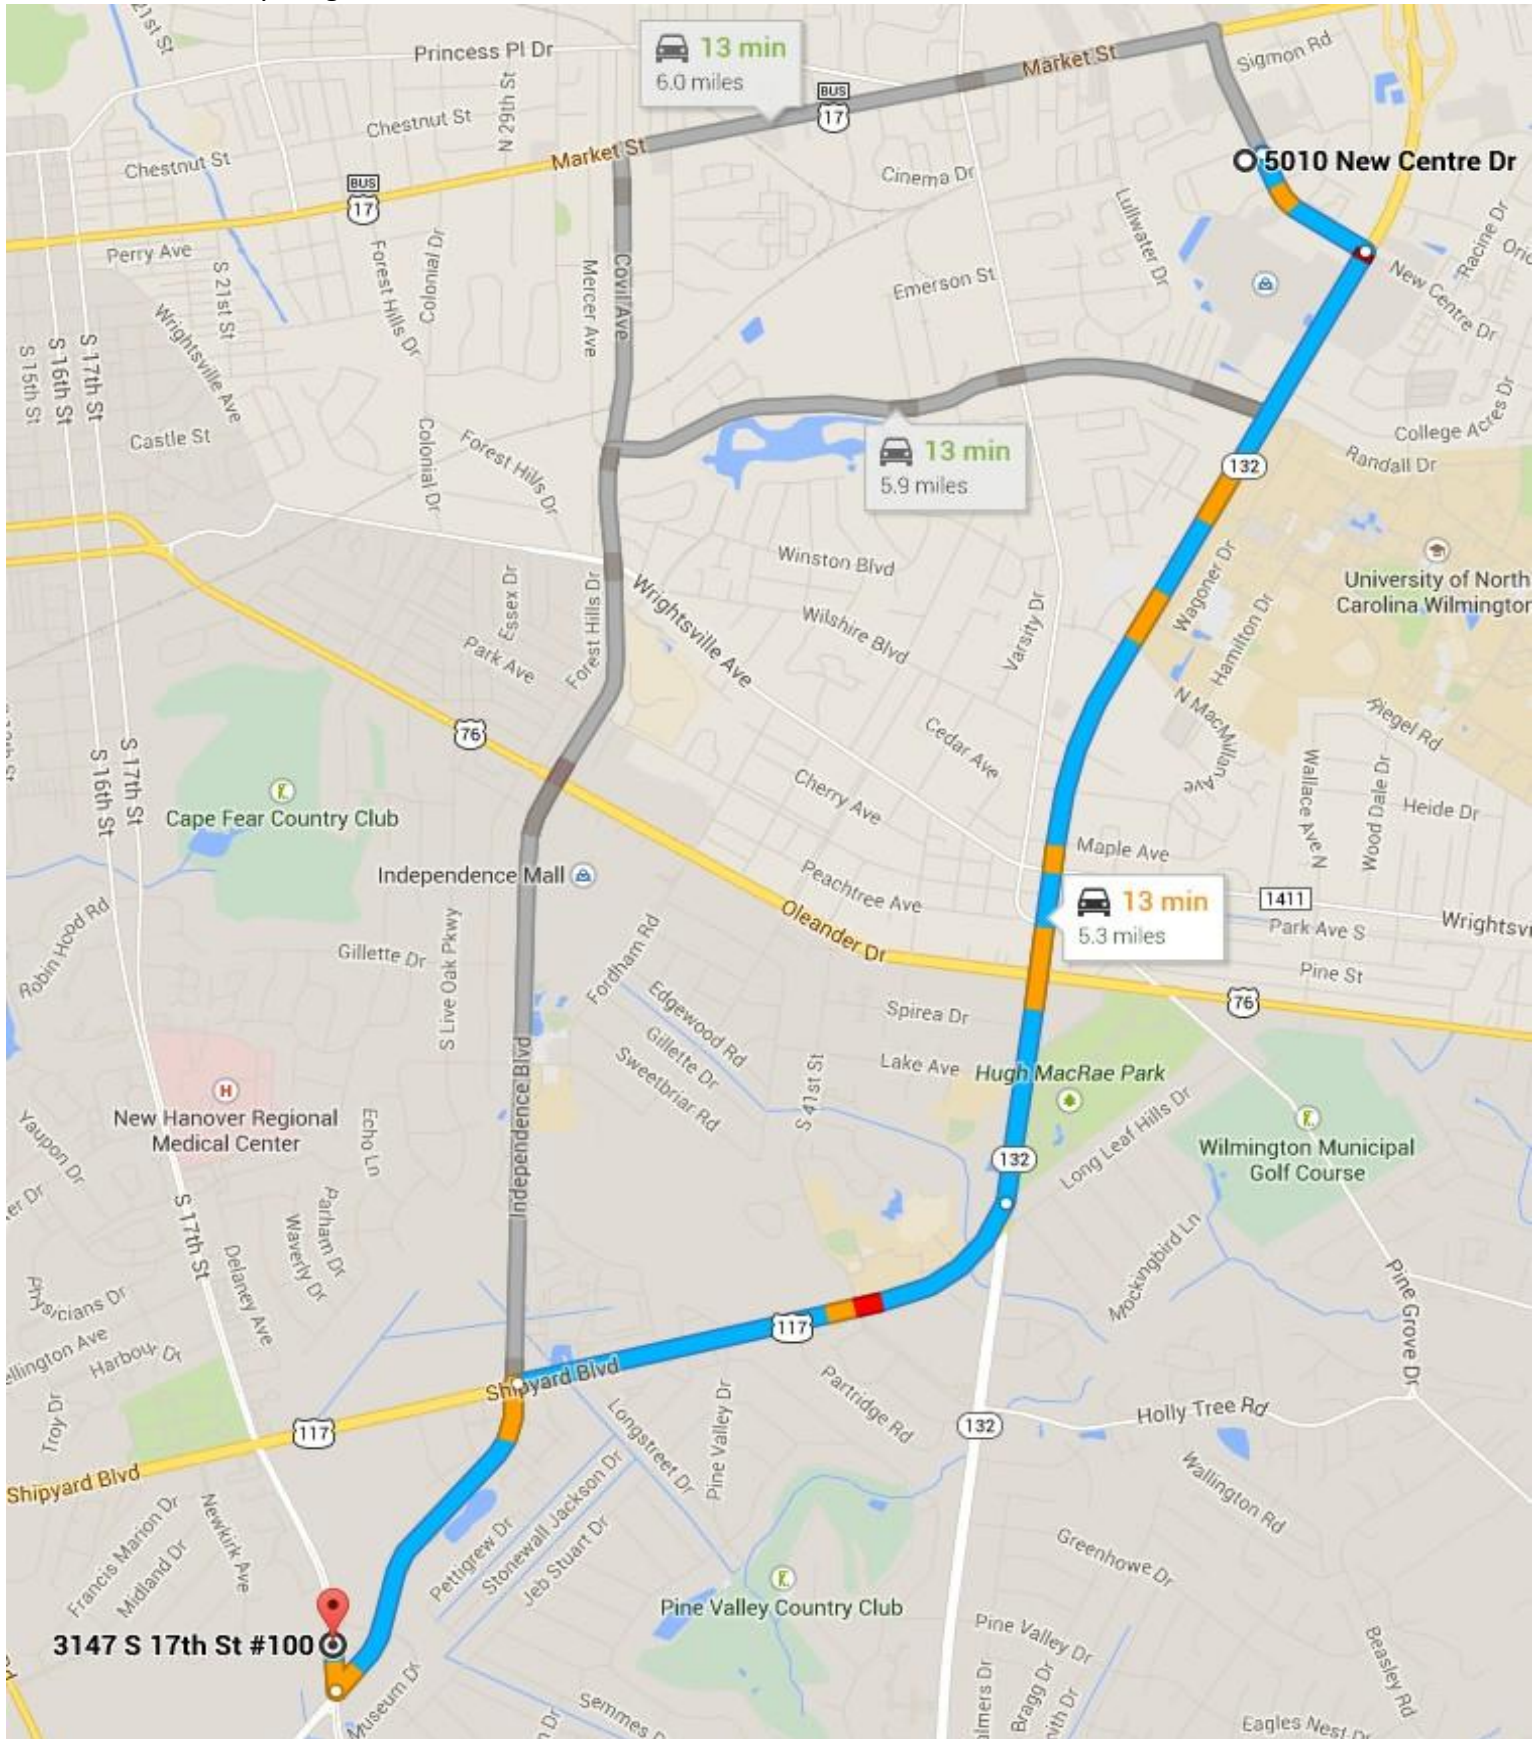 21st St
Princess Pl Dr
13 min
6.0 miles
Market St
Sigmon Rd
BUS
17
N 29th St
Chestnut St
Chestnut St
Market St
BUS
17
Cinema Dr
5010 New Centre Dr
Lullwater Dr
Racine Dr
Perry Ave
S 21st St
Forest Hills Dr
Colonial Dr
Mercer Ave
Covil Ave
Emerson St
New Centre Dr
Wrightsville Ave
S 15th St
S 16th St
S 17th St
Castle St
Colonial Dr
Forest Hills Dr
13 min
5.9 miles
College Acres Dr
Randall Dr
132
Winston Blvd
Wagoner Dr
University of North
Carolina Wilmington
Essex Dr
Forest Hills Dr
Wrightsville Ave
Wilshire Blvd
Varsity Dr
Hamilton Dr
Park Ave
N MacMillan Ave
Riegel Rd
76
Cedar Ave
S 16th St
S 17th St
Cherry Ave
Wallace Ave N
Wood Dale Dr
Heide Dr
Cape Fear Country Club
Maple Ave
Independence Mall
Peachtree Ave
13 min
5.3 miles
1411
Park Ave S
Wrightsvi
Oleander Dr
Robin Hood Rd
Gillette Dr
S Live Oak Pkwy
Fordham Rd
Pine St
76
Edgewood Rd
Spirea Dr
Gillette Dr
Sweetbriar Rd
S 41st St
Lake Ave
Hugh MacRae Park
Independence Blvd
New Hanover Regional
Medical Center
H
Echo Ln
Yaupon Dr
Long Leaf Hills Dr
Wilmington Municipal
Golf Course
132
er Dr
S 17th St
Parham Dr
Waverly Dr
Delaney Ave
Mockingbird Ln
Pine Grove Dr
Physicians Dr
ellington Ave
Harbour Dr
117
Shipyard Blvd
Troy Dr
117
Longstreet Dr
Pine Valley Dr
Partridge Rd
132
Holly Tree Rd
Shipyard Blvd
Wallington Rd
Francis Marion Dr
Midland Dr
Newkirk Ave
Pettigrew Dr
Stonewall Jackson Dr
Jeb Stuart Dr
Greenhowe Dr
Pine Valley Country Club
3147 S 17th St #100
Pine Valley Dr
Museum Dr
Semmes D
almers Dr
Bragg Dr
Beasley Rd
Eagles Nest Dr